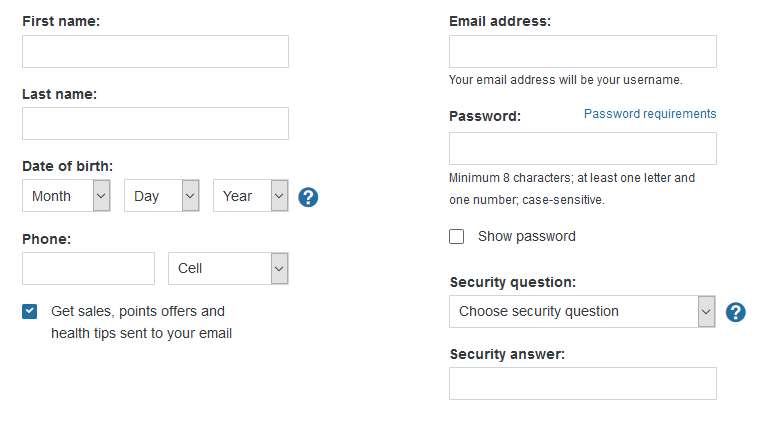 First name:
Last name:
Date of birth:
Month
Day
Year
?
Phone:
Cell
Get sales, points offers and
health tips sent to your email
Email address:
Your email address will be your username.
Password:
Password requirements
Minimum 8 characters; at least one letter and
one number; case-sensitive.
Show password
Security question:
Choose security question
?
Security answer: